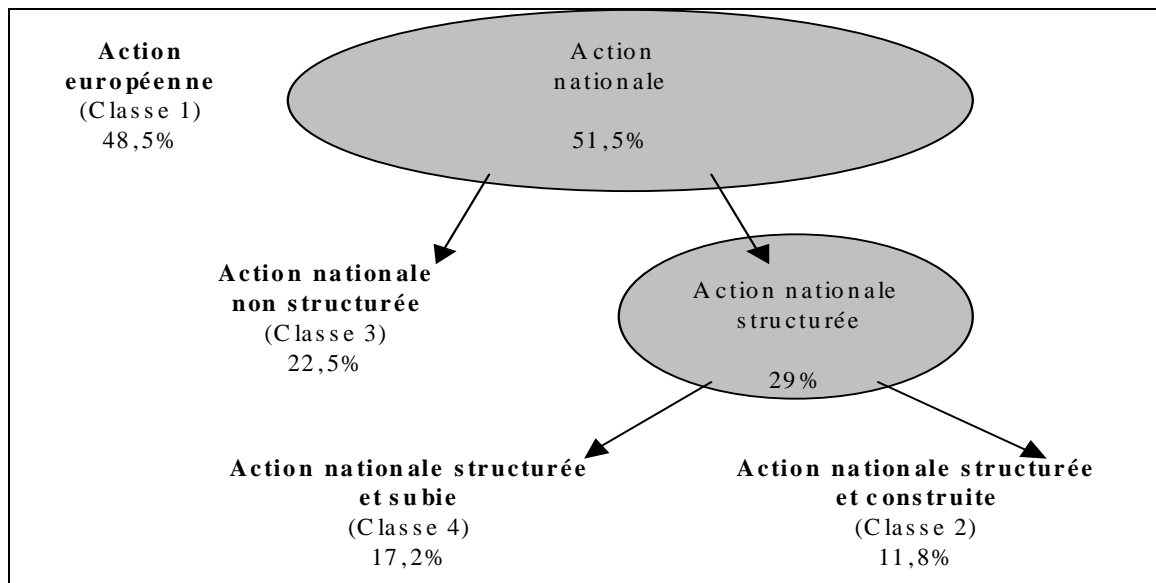 Action
européenne
(Classe 1)
48,5%
Action
nationale
51,5%
Action nationale
non structurée
(Classe 3)
22,5%
Action nationale
structurée
29%
Action nationale structurée
et subie
(Classe 4)
17,2%
Action nationale structurée
et construite
(Classe 2)
11,8%